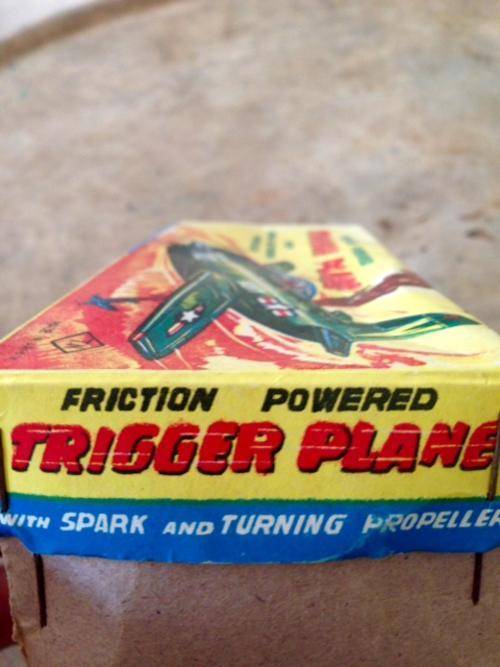 FRICTION POWERED
TRIGGER PLANE
WITH SPARK AND TURNING PROPELLER